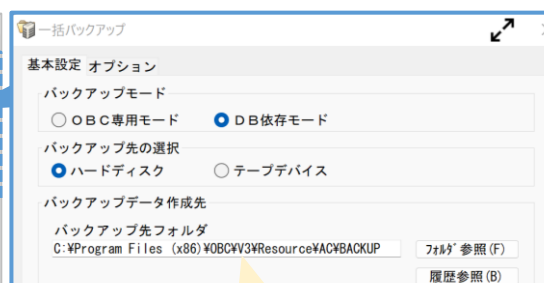 一括バックアップ
基本設定 オプション
バックアップモード
OBC専用モード DB依存モード
バックアップ先の選択
ハードディスク テープデバイス
バックアップデータ作成先
バックアップ先フォルダ
C:¥Program Files (x86)¥OBC¥V3¥Resource¥AC¥BACKUP ﾌｫﾙﾀﾞ参照(F)
履歴参照(B)